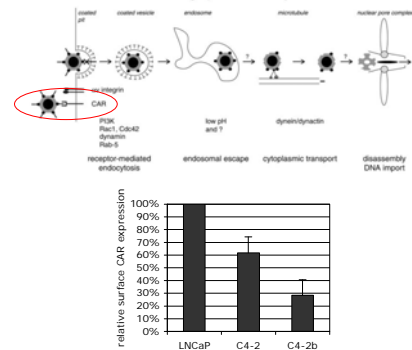 coated pit
coated vesicle
endosome
microtubule
nuclear pore complex
?
?
αv integrin
CAR
PI3K
Rac1, Cdc42
dynamin
Rab-5
low pH
and ?
dynein/dynactin
receptor-mediated
endocytosis
endosomal escape
cytoplasmic transport
disassembly
DNA import
relative surface CAR expression
100%
90%
80%
70%
60%
50%
40%
30%
20%
10%
0%
LNCaP
C4-2
C4-2b